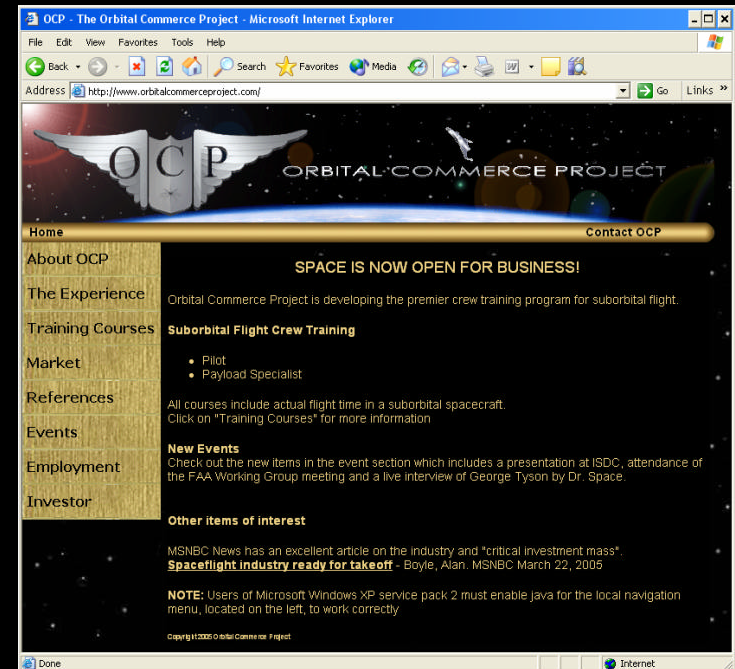 OCP - The Orbital Commerce Project - Microsoft Internet Explorer
File Edit View Favorites Tools Help
Back Search Favorites Media
Address http://www.orbitalcommerceproject.com/ Go Links »
OCP ORBITAL COMMERCE PROJECT
Home Contact OCP
About OCP
The Experience
Training Courses
Market
References
Events
Employment
Investor
SPACE IS NOW OPEN FOR BUSINESS!
Orbital Commerce Project is developing the premier crew training program for suborbital flight.
Suborbital Flight Crew Training
• Pilot
• Payload Specialist
All courses include actual flight time in a suborbital spacecraft.
Click on "Training Courses" for more information
New Events
Check out the new items in the event section which includes a presentation at ISDC, attendance of
the FAA Working Group meeting and a live interview of George Tyson by Dr. Space.
Other items of interest
MSNBC News has an excellent article on the industry and "critical investment mass".
Spaceflight industry ready for takeoff - Boyle, Alan. MSNBC March 22, 2005
NOTE: Users of Microsoft Windows XP service pack 2 must enable java for the local navigation
menu, located on the left, to work correctly
Copyright 2005 Orbital Commerce Project
Done Internet